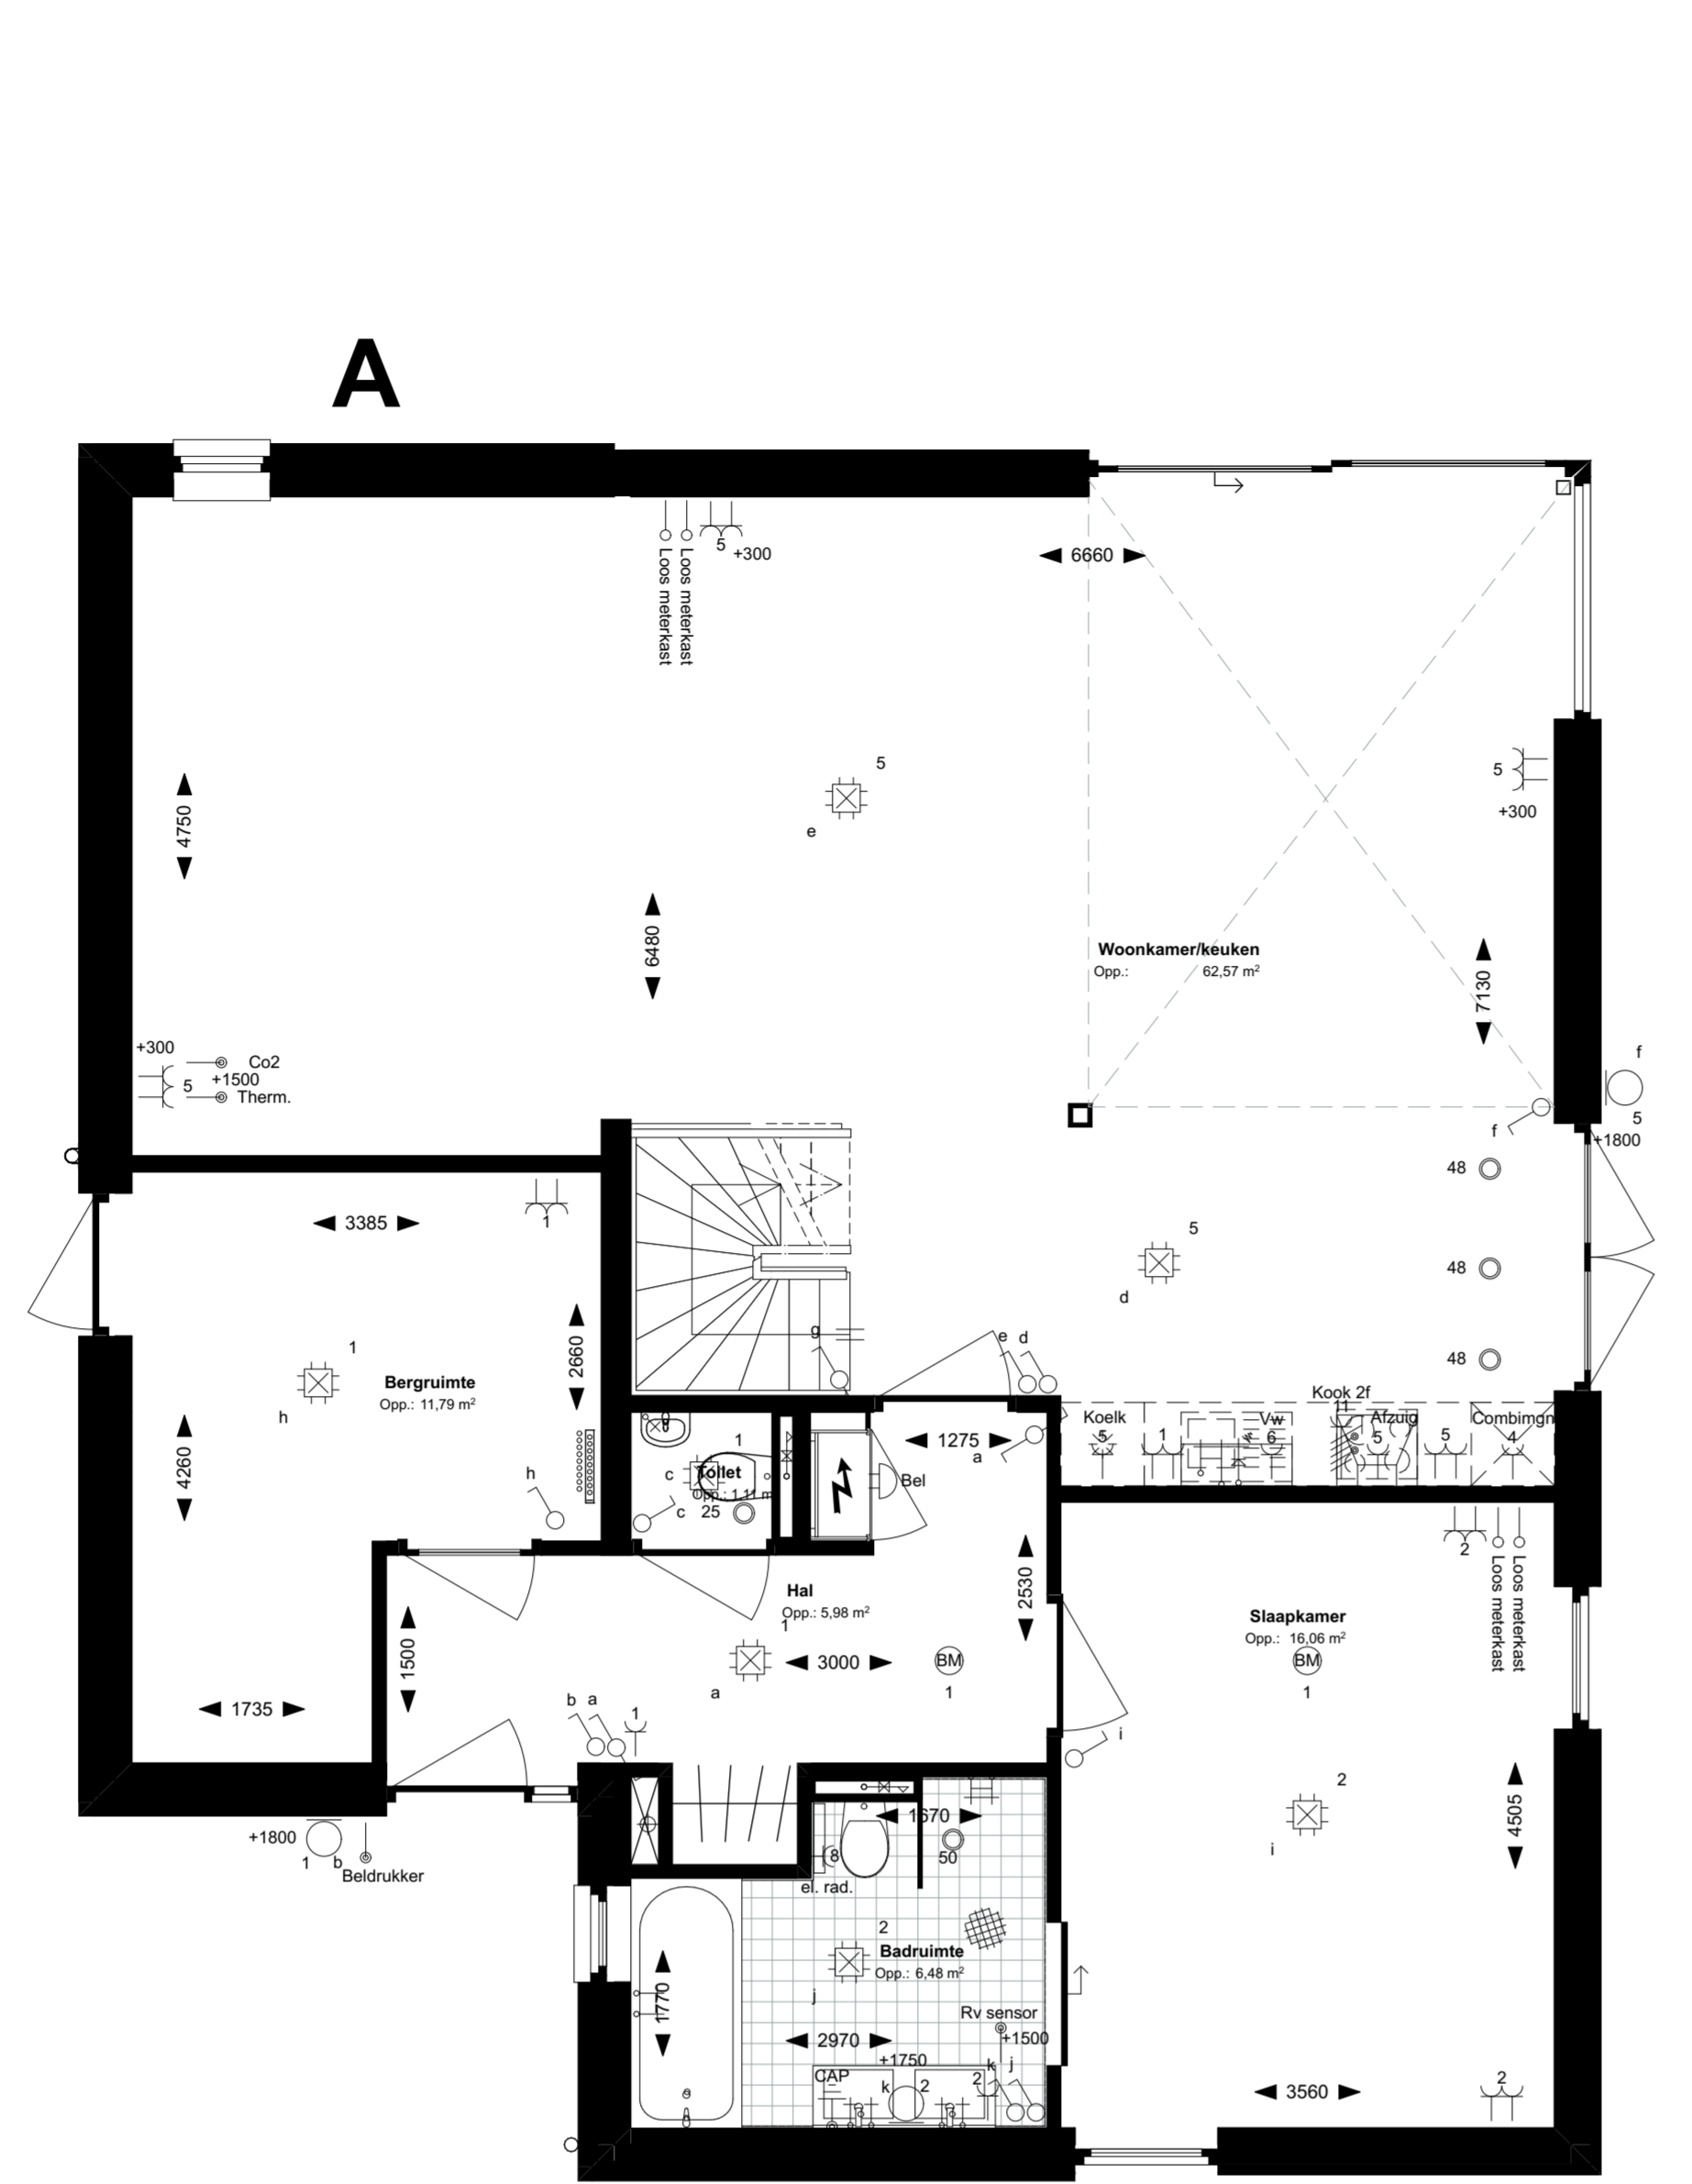 A
Loos meterkast
Loos meterkast
5
+300
6660
5
e
4750
5
+300
6480
Woonkamer/keuken
Opp.: 62,57 m²
7130
+300
Co2
5
+1500
Therm.
f
5
+1800
f
48
3385
1
5
48
d
2660
g
e d
48
1
Bergruimte
Opp.: 11,79 m²
h
Kook 2f
11
Koelk
5
1
Vw
6
Afzuig
5
5
Combimgn
4
4260
h
1
c
Toilet
Opp.: 1,11 m
c 25
1275
a
Bel
2
Loos meterkast
Loos meterkast
2530
Hal
Opp.: 5,98 m²
1
Slaapkamer
Opp.: 16,06 m²
1500
3000
BM
1
BM
1
a
1735
b a
1
i
2
4505
i
+1800
1 b
Beldrukker
1670
8
50
el. rad.
2
Badruimte
Opp.: 6,48 m²
j
1770
Rv sensor
+1500
2970
+1750
k j
CAP
k
2
2
3560
2